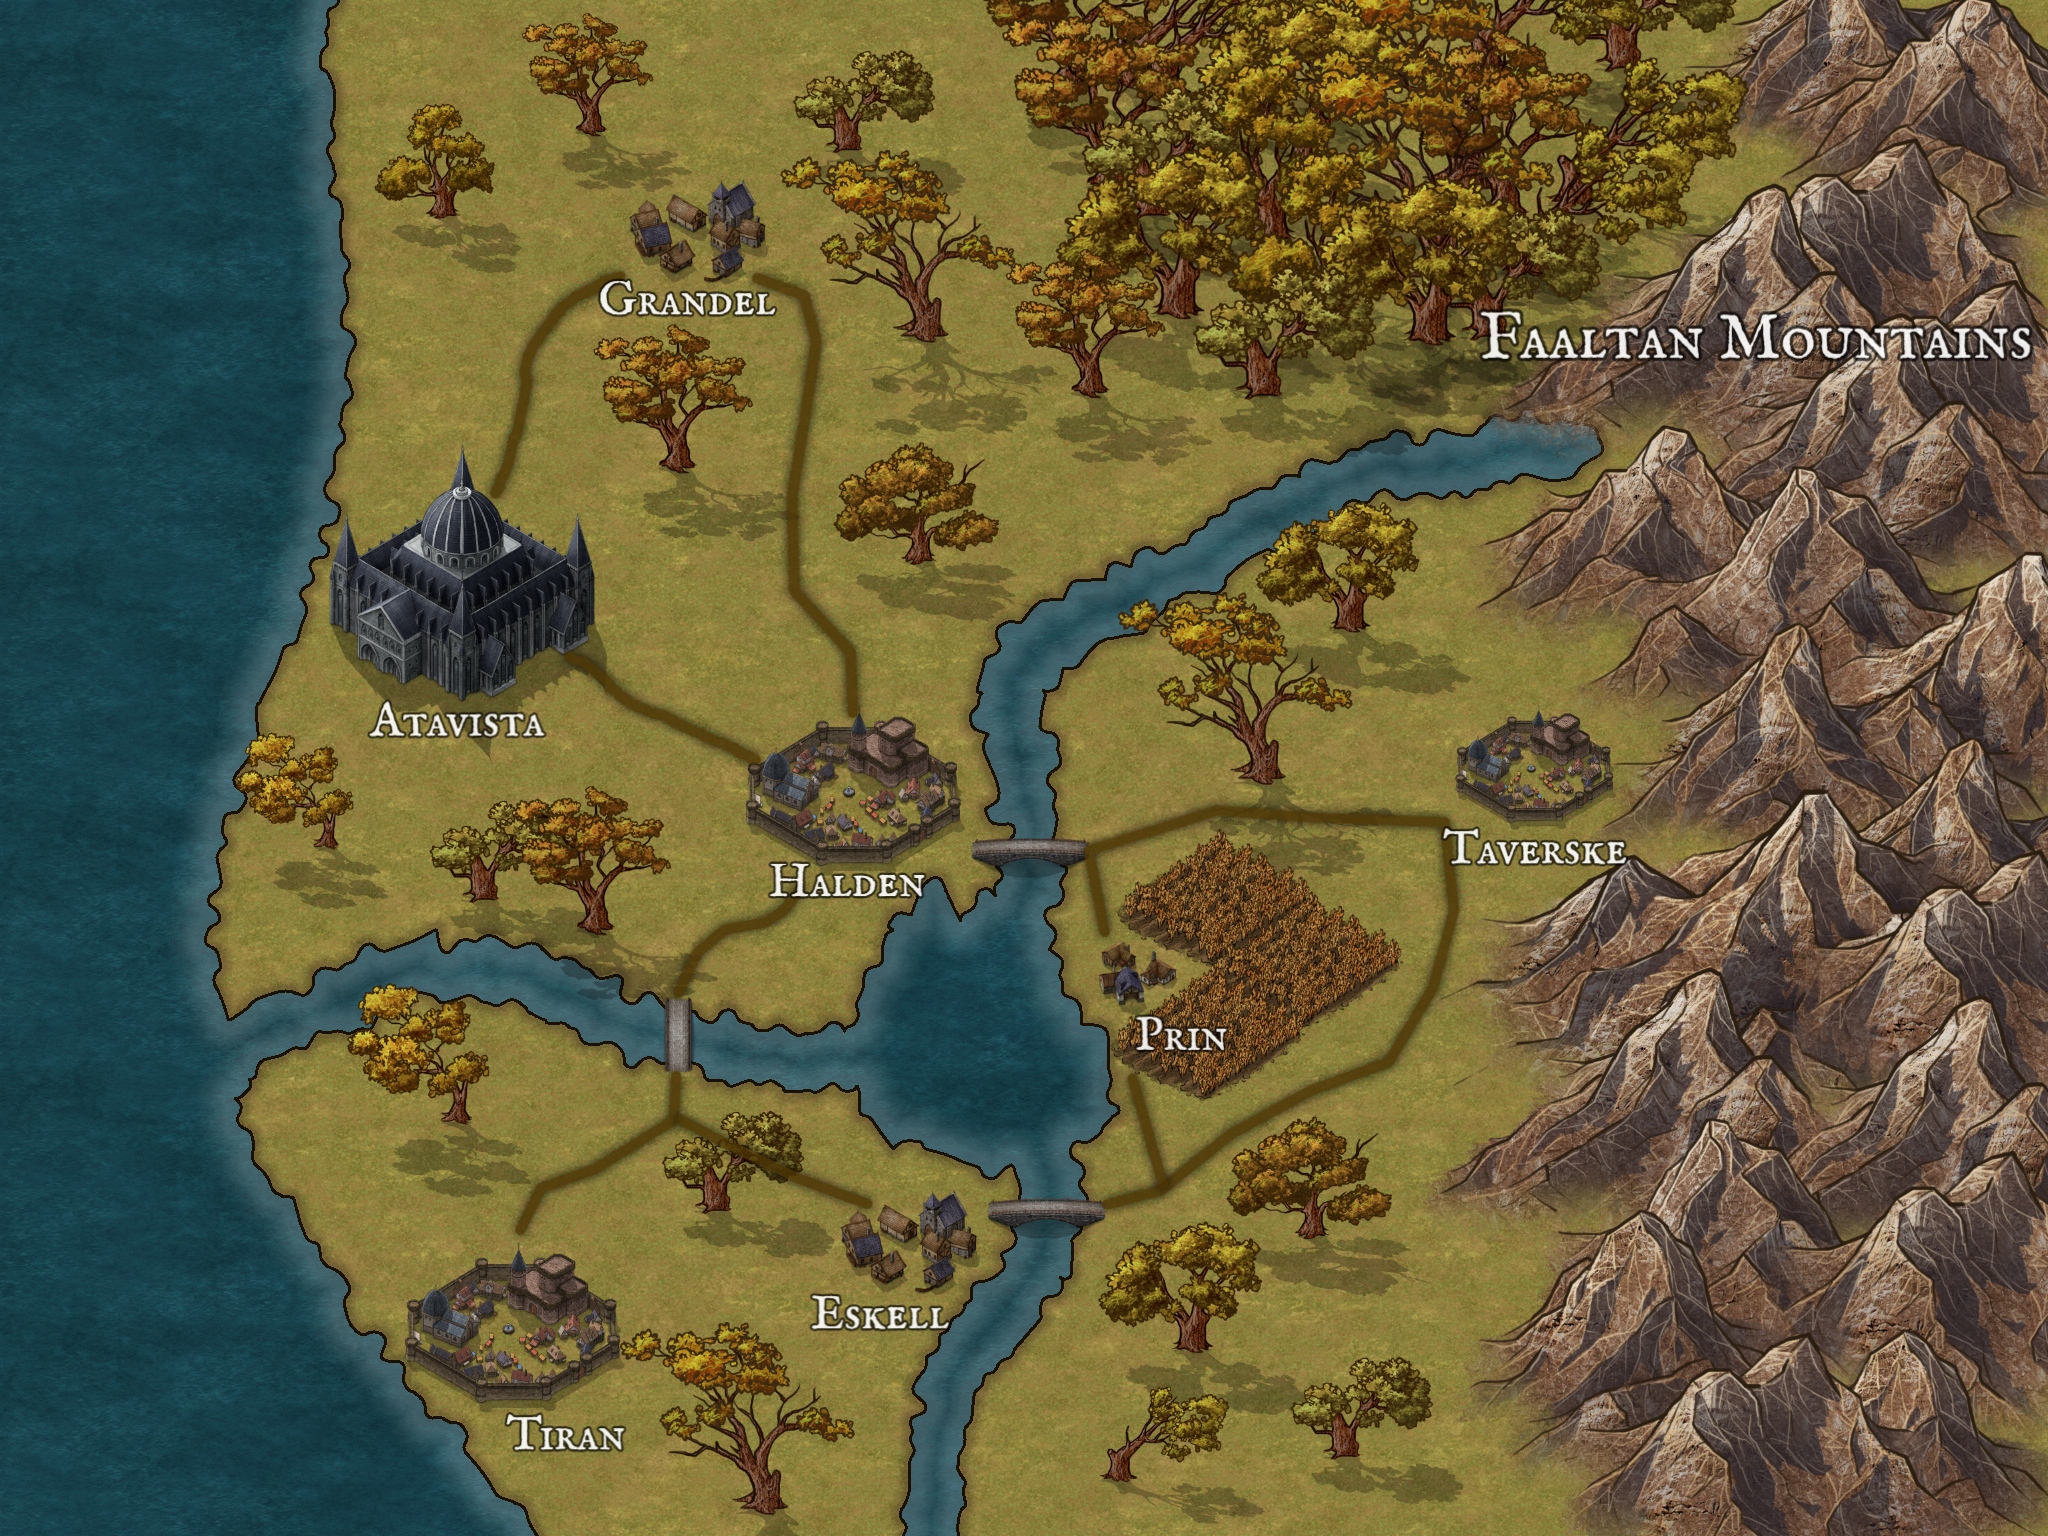 Grandel
Faaltan Mountains
Atavista
Taverske
Halden
Prin
Eskell
Tiran